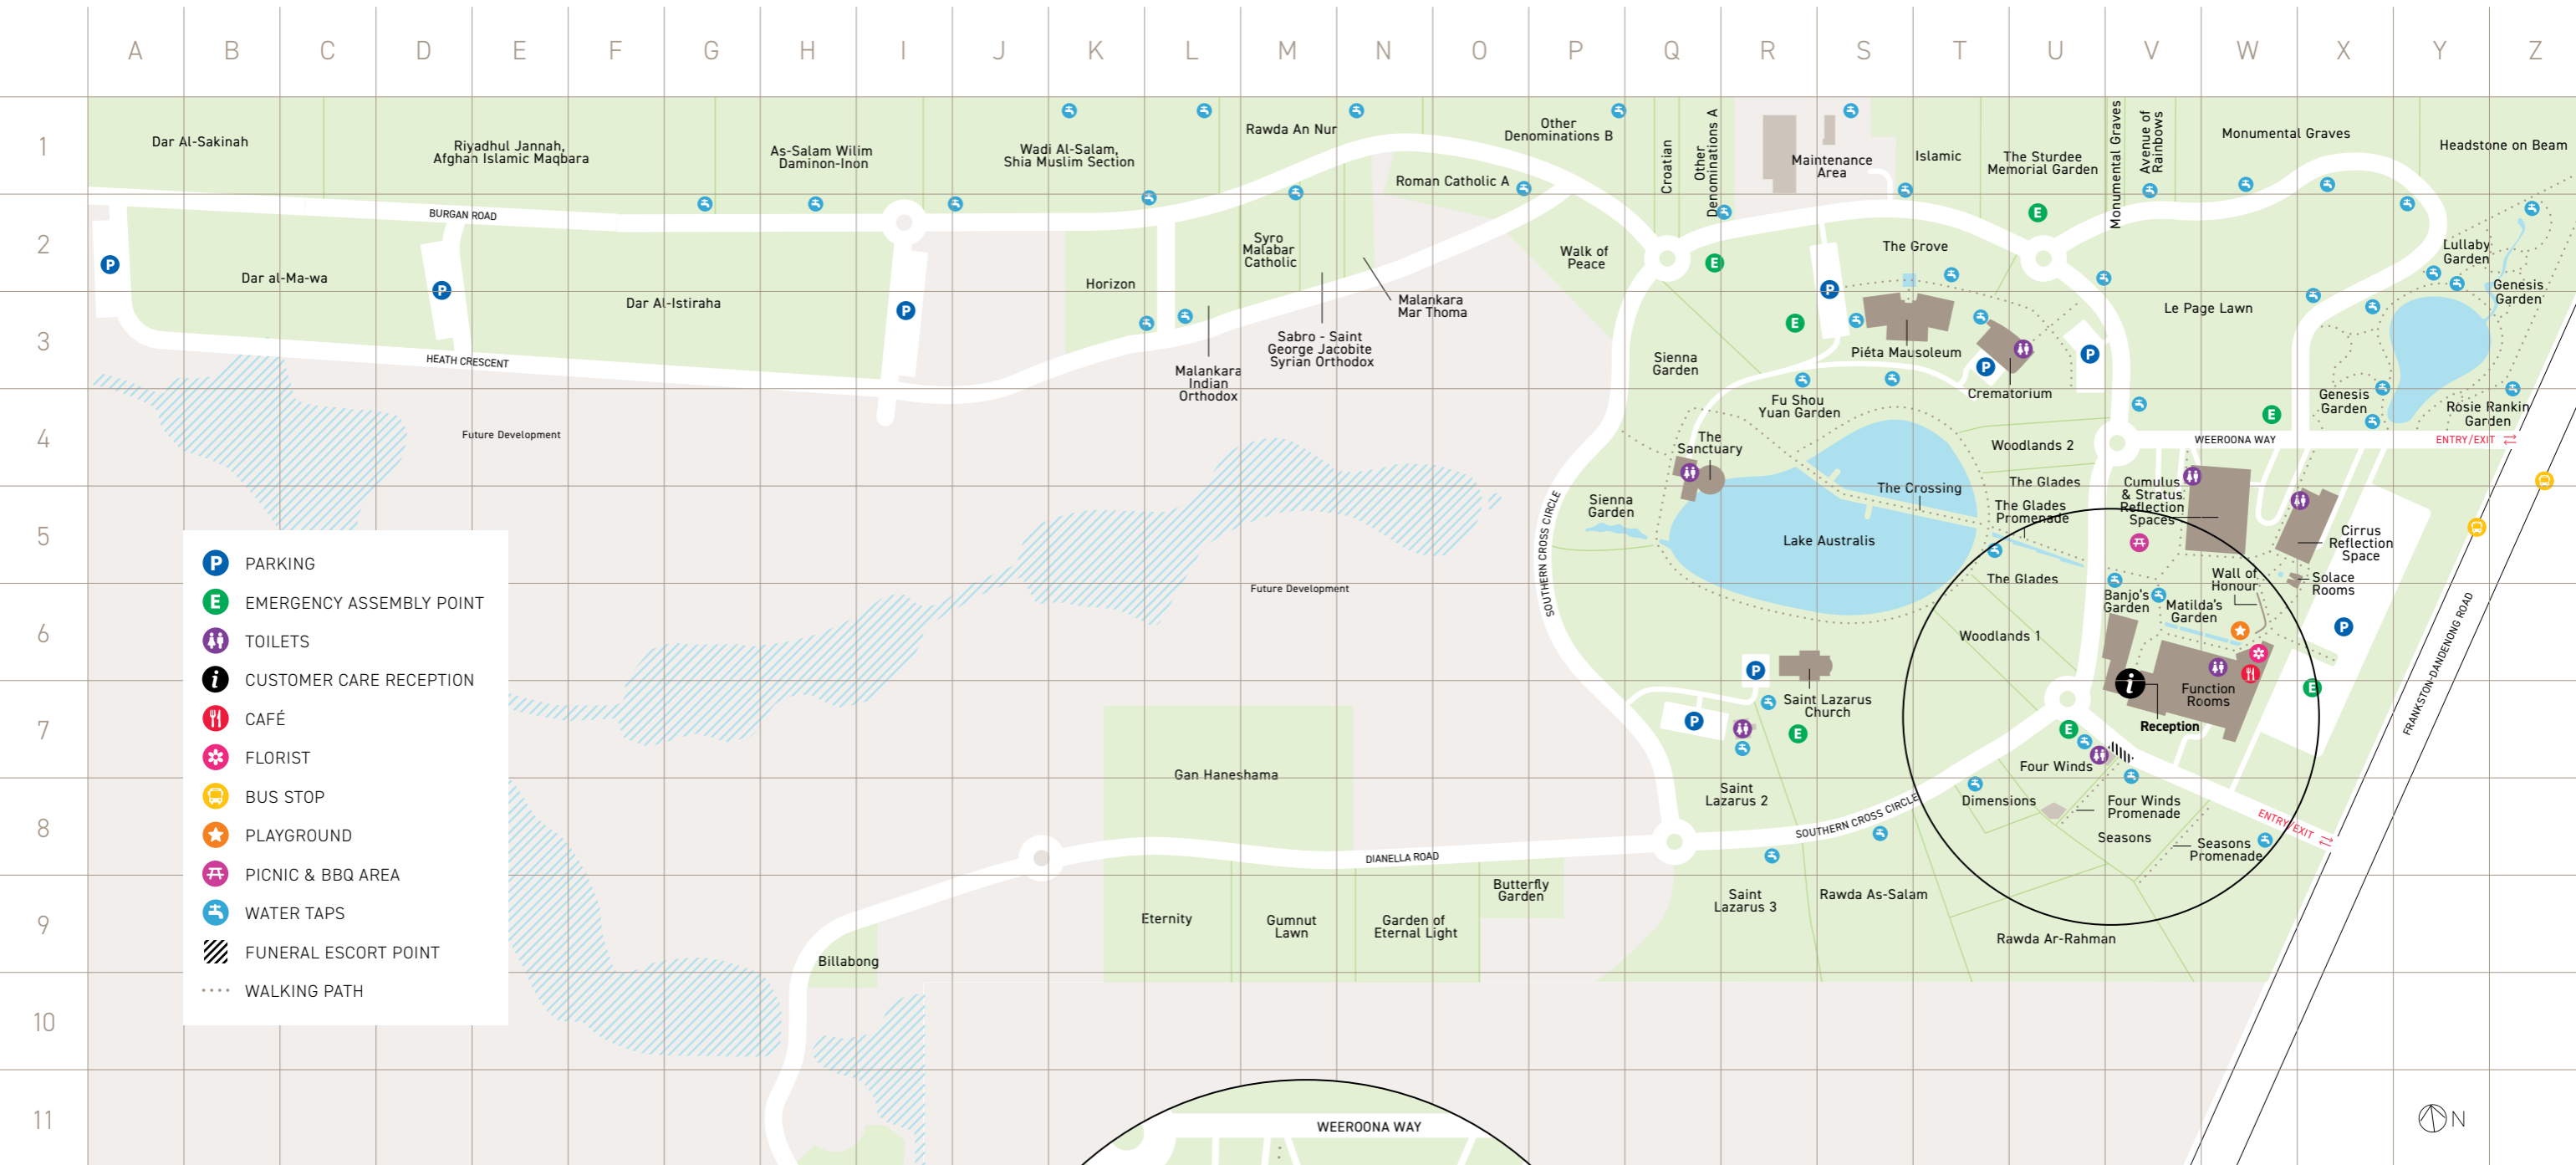 A B C D E F G H I J K L M N O P Q R S T U V W X Y Z
1
Dar Al-Sakinah
Riyadhul Jannah,
Afghan Islamic Maqbara
As-Salam Wilim
Daminon-Inon
Wadi Al-Salam,
Shia Muslim Section
Rawda An Nur
Other
Denominations B
Roman Catholic A
Croatian
Other
Denominations A
Maintenance
Area
Islamic
The Sturdee
Memorial Garden
Monumental Graves
Avenue of
Rainbows
Monumental Graves
Headstone on Beam
2
BURGAN ROAD
Dar al-Ma-wa
Horizon
Syro
Malabar
Catholic
Walk of
Peace
The Grove
Lullaby
Garden
P
E
E
3
Dar Al-Istiraha
HEATH CRESCENT
Malankara
Indian
Orthodox
Sabro - Saint
George Jacobite
Syrian Orthodox
Malankara
Mar Thoma
Sienna
Garden
Piéta Mausoleum
Crematorium
Le Page Lawn
Genesis
Garden
P
P
P
E
P
P
4
Future Development
The
Sanctuary
Fu Shou
Yuan Garden
Woodlands 2
Genesis
Garden
Rosie Rankin
Garden
E
WEEROONA WAY
ENTRY/EXIT
5
SOUTHERN CROSS CIRCLE
Sienna
Garden
The Crossing
Lake Australis
The Glades
The Glades
Promenade
Cumulus
& Stratus
Reflection
Spaces
Cirrus
Reflection
Space
6
Future Development
The Glades
Woodlands 1
Banjo's
Garden
Matilda's
Garden
Wall of
Honour
Solace
Rooms
P
P
FRANKSTON-DANDENONG ROAD
7
P
Saint Lazarus
Church
E
E
Four Winds
i
Function
Rooms
Reception
E
8
Gan Haneshama
DIANELLA ROAD
Saint
Lazarus 2
SOUTHERN CROSS CIRCLE
Dimensions
Four Winds
Promenade
Seasons
Seasons
Promenade
ENTRY/EXIT
9
Billabong
Eternity
Gumnut
Lawn
Garden of
Eternal Light
Butterfly
Garden
Saint
Lazarus 3
Rawda As-Salam
Rawda Ar-Rahman
10
11
WEEROONA WAY
N
P PARKING
E EMERGENCY ASSEMBLY POINT
TOILETS
i CUSTOMER CARE RECEPTION
CAFÉ
FLORIST
BUS STOP
PLAYGROUND
PICNIC & BBQ AREA
WATER TAPS
FUNERAL ESCORT POINT
WALKING PATH